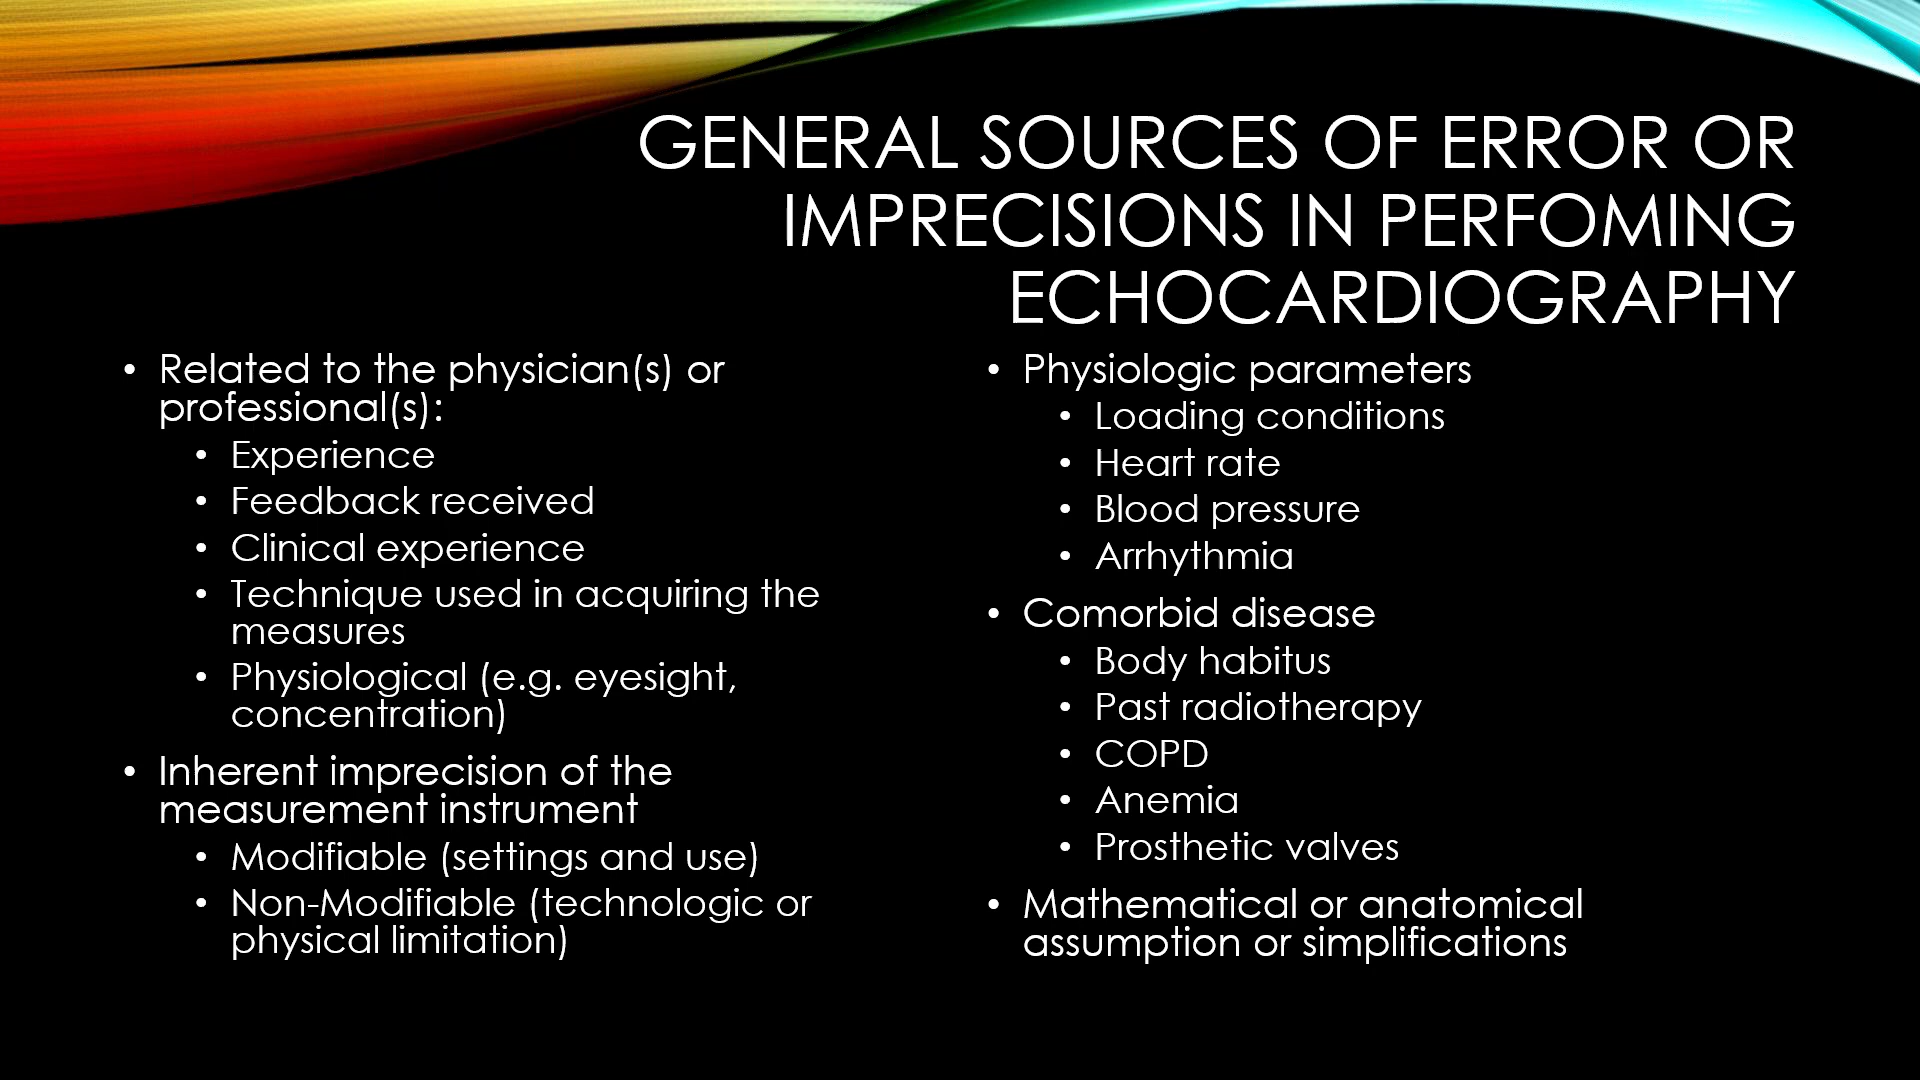 GENERAL SOURCES OF ERROR OR
IMPRECISIONS IN PERFOMING
ECHOCARDIOGRAPHY
• Related to the physician(s) or
professional(s):
• Experience
• Feedback received
• Clinical experience
• Technique used in acquiring the
measures
• Physiological (e.g. eyesight,
concentration)
• Inherent imprecision of the
measurement instrument
• Modifiable (settings and use)
• Non-Modifiable (technologic or
physical limitation)
• Physiologic parameters
• Loading conditions
• Heart rate
• Blood pressure
• Arrhythmia
• Comorbid disease
• Body habitus
• Past radiotherapy
• COPD
• Anemia
• Prosthetic valves
• Mathematical or anatomical
assumption or simplifications